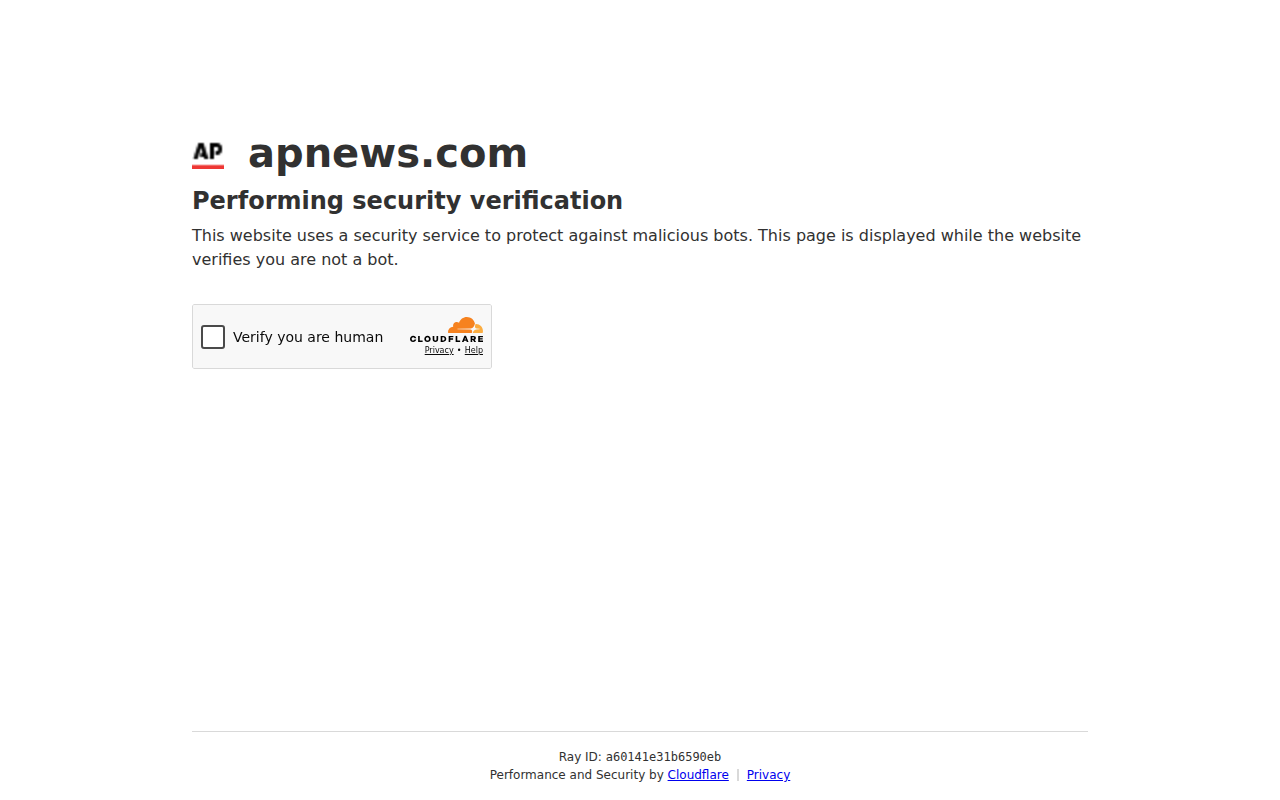 AP apnews.com
Performing security verification
This website uses a security service to protect against malicious bots. This page is displayed while the website
verifies you are not a bot.
Verify you are human
CLOUDFLARE
Privacy • Help
Ray ID: a60141e31b6590eb
Performance and Security by Cloudflare | Privacy